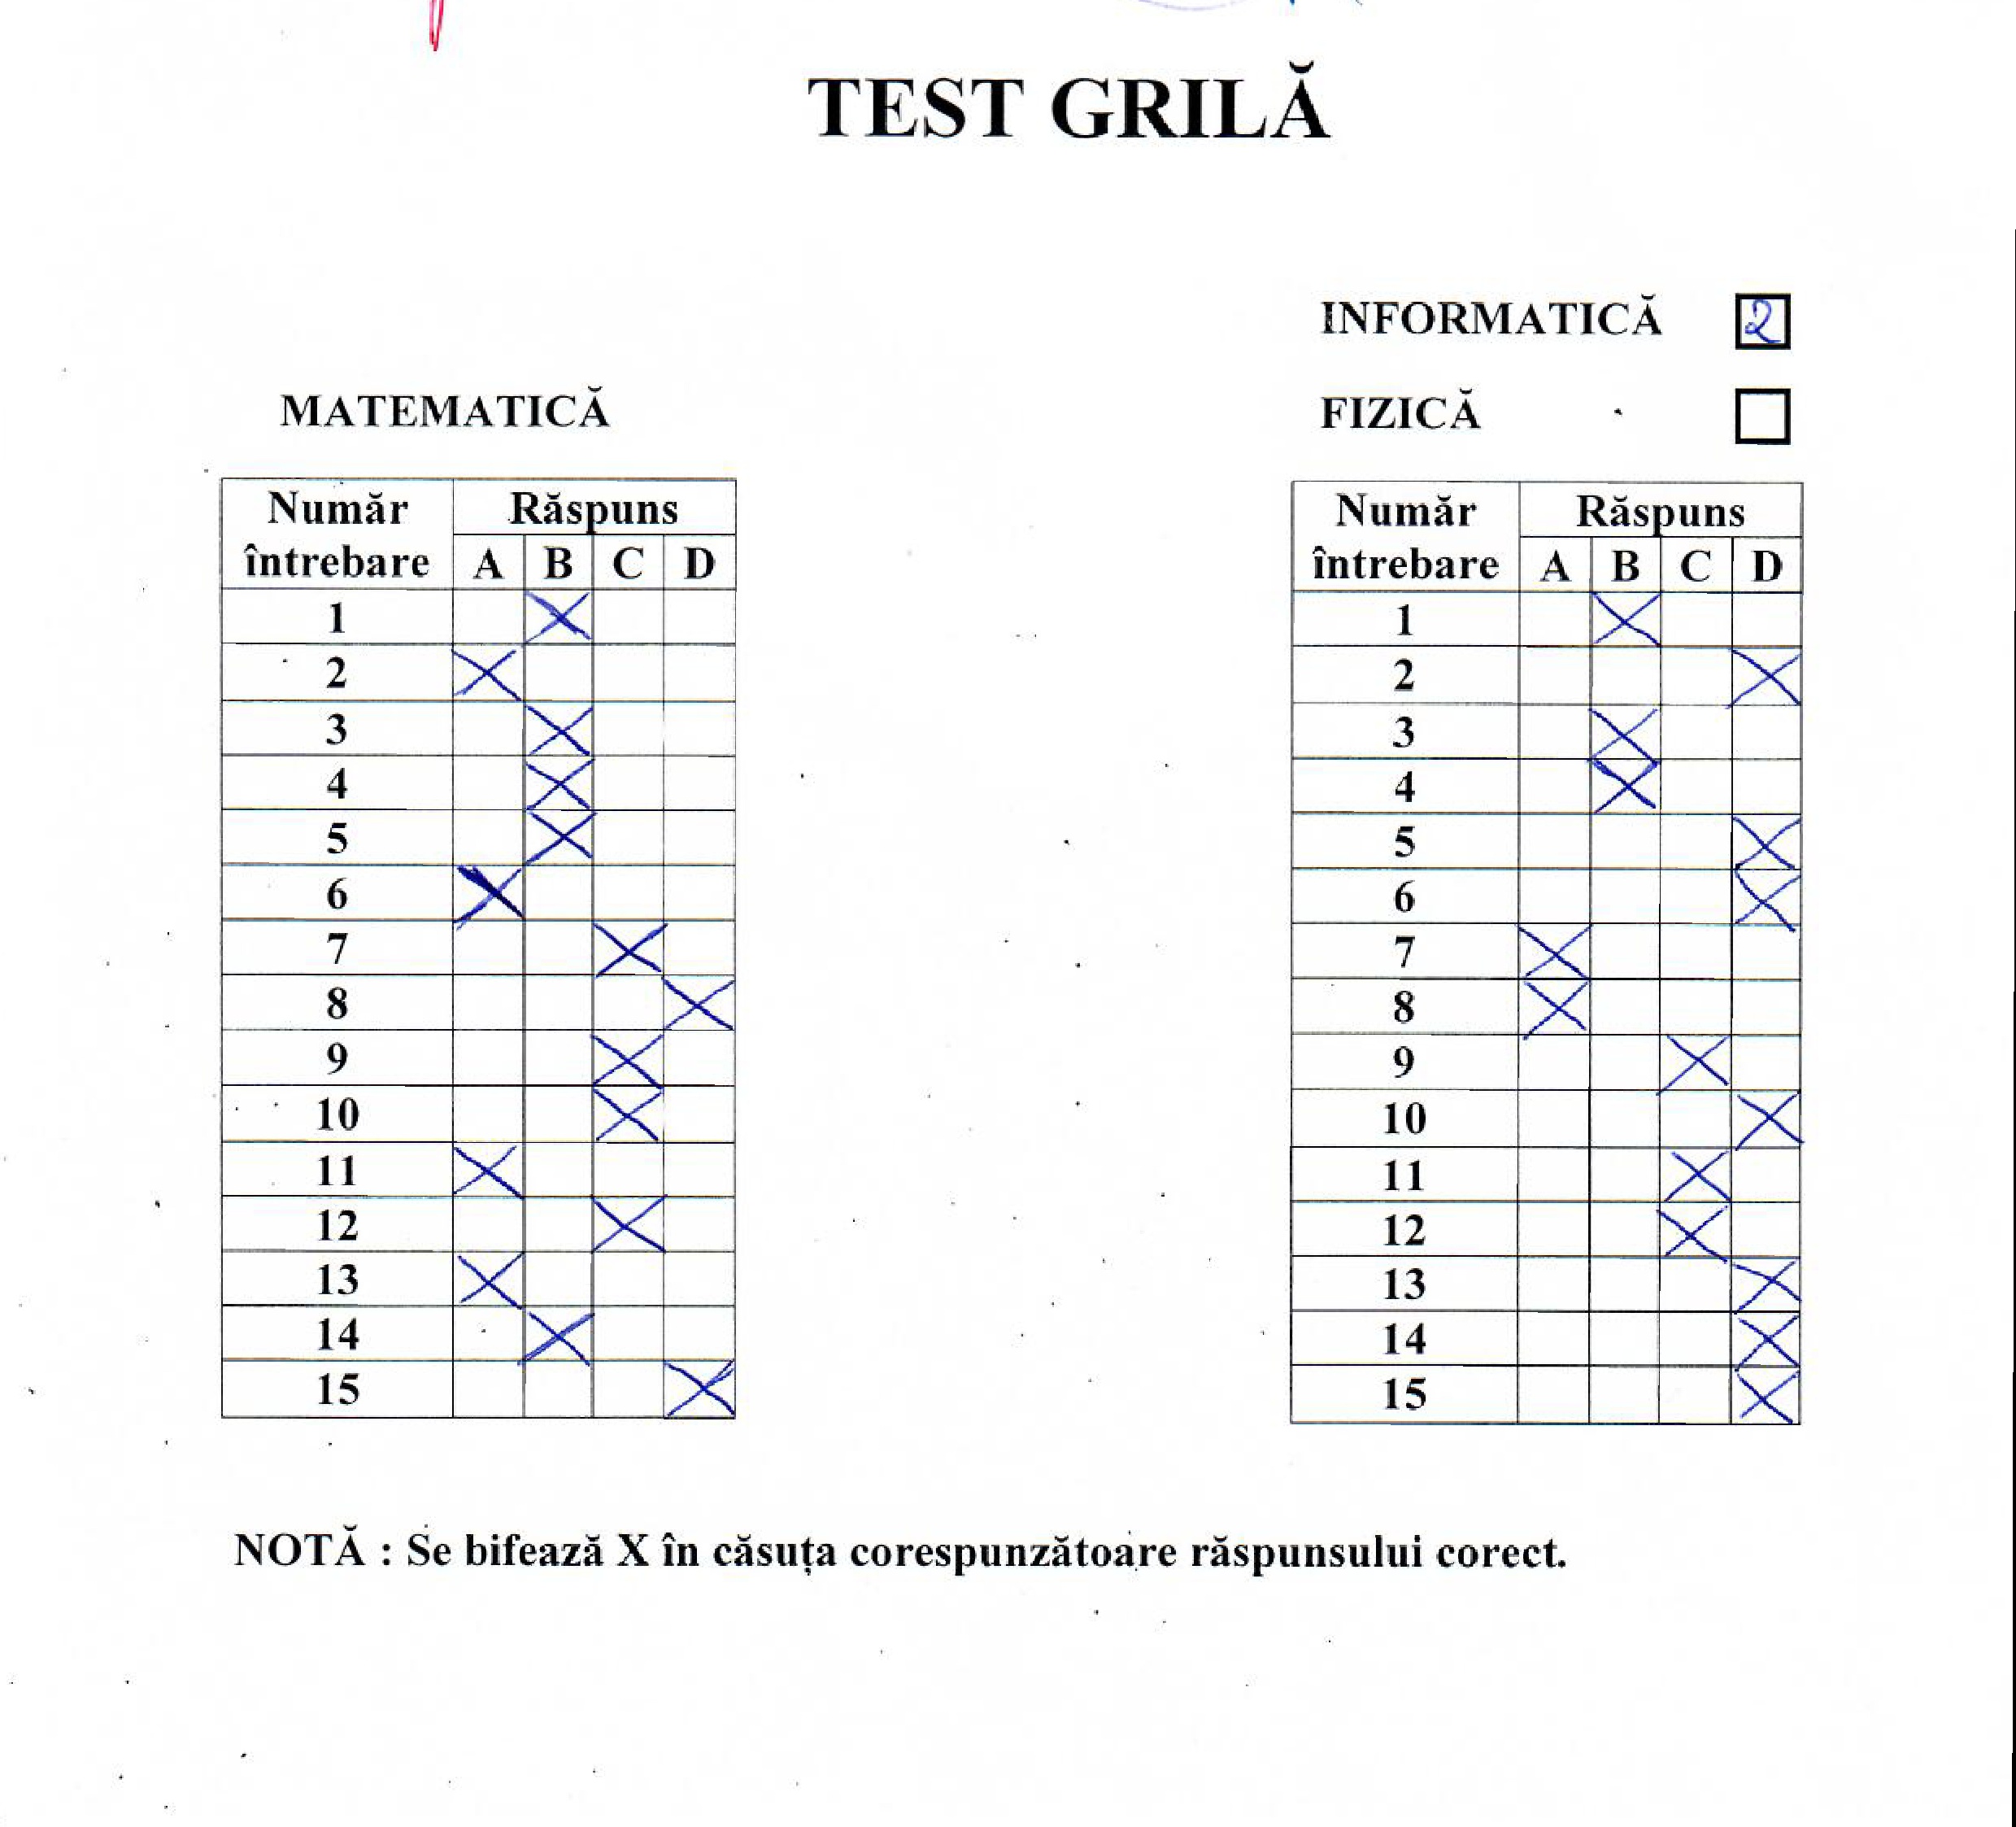 TEST GRILĂ
INFORMATICĂ 2
MATEMATICĂ
FIZICĂ
Număr întrebare Răspuns
A B C D
1 X
2 X
3 X
4 X
5 X
6 X
7 X
8 X
9 X
10 X
11 X
12 X
13 X
14 X
15 X
Număr întrebare Răspuns
A B C D
1 X
2 X
3 X
4 X
5 X
6 X
7 X
8 X
9 X
10 X
11 X
12 X
13 X
14 X
15 X
NOTĂ : Se bifează X în căsuța corespunzătoare răspunsului corect.